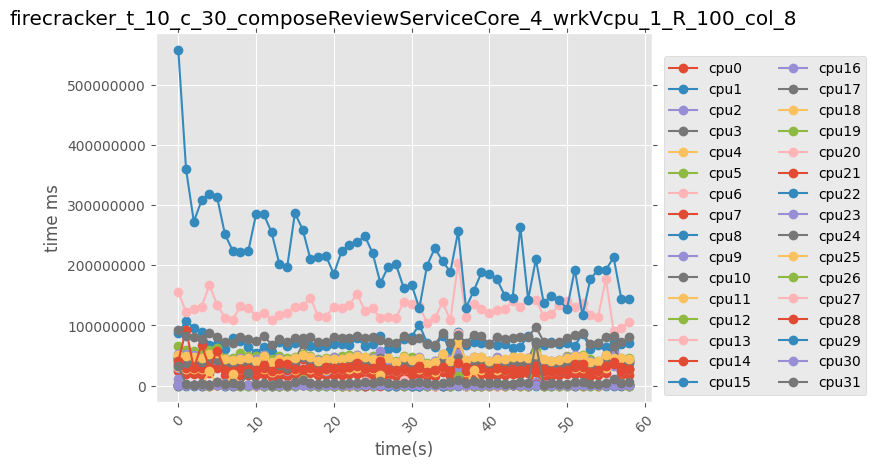 firecracker_t_10_c_30_composeReviewServiceCore_4_wrkVcpu_1_R_100_col_8
500000000
400000000
300000000
200000000
100000000
0
time ms
0
10
20
30
40
50
60
time(s)
cpu0
cpu1
cpu2
cpu3
cpu4
cpu5
cpu6
cpu7
cpu8
cpu9
cpu10
cpu11
cpu12
cpu13
cpu14
cpu15
cpu16
cpu17
cpu18
cpu19
cpu20
cpu21
cpu22
cpu23
cpu24
cpu25
cpu26
cpu27
cpu28
cpu29
cpu30
cpu31